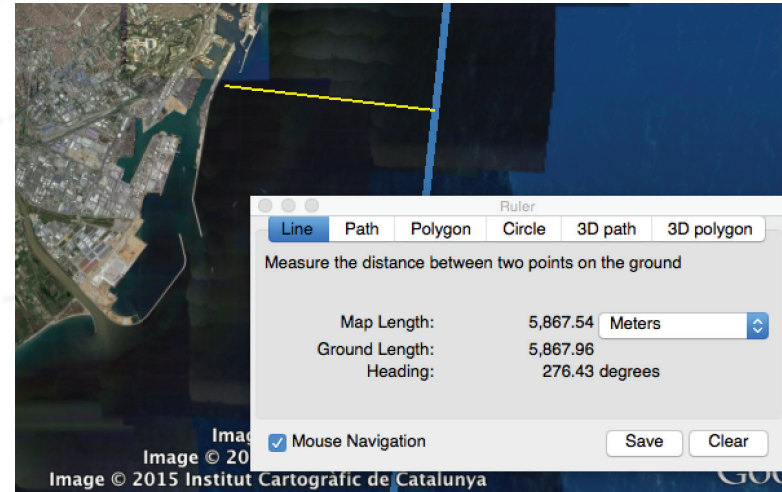 Ruler
Line Path Polygon Circle 3D path 3D polygon
Measure the distance between two points on the ground
Map Length: 5,867.54 Meters
Ground Length: 5,867.96
Heading: 276.43 degrees
Mouse Navigation Save Clear
Image © 20
Image © 2015 Institut Cartogràfic de Catalunya